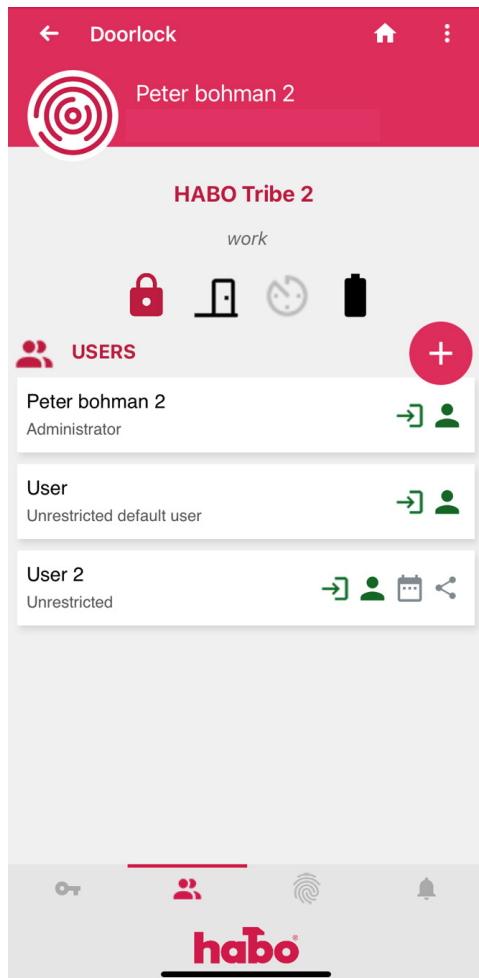 Doorlock
Peter bohman 2
HABO Tribe 2
work
USERS
Peter bohman 2
Administrator
User
Unrestricted default user
User 2
Unrestricted
habo